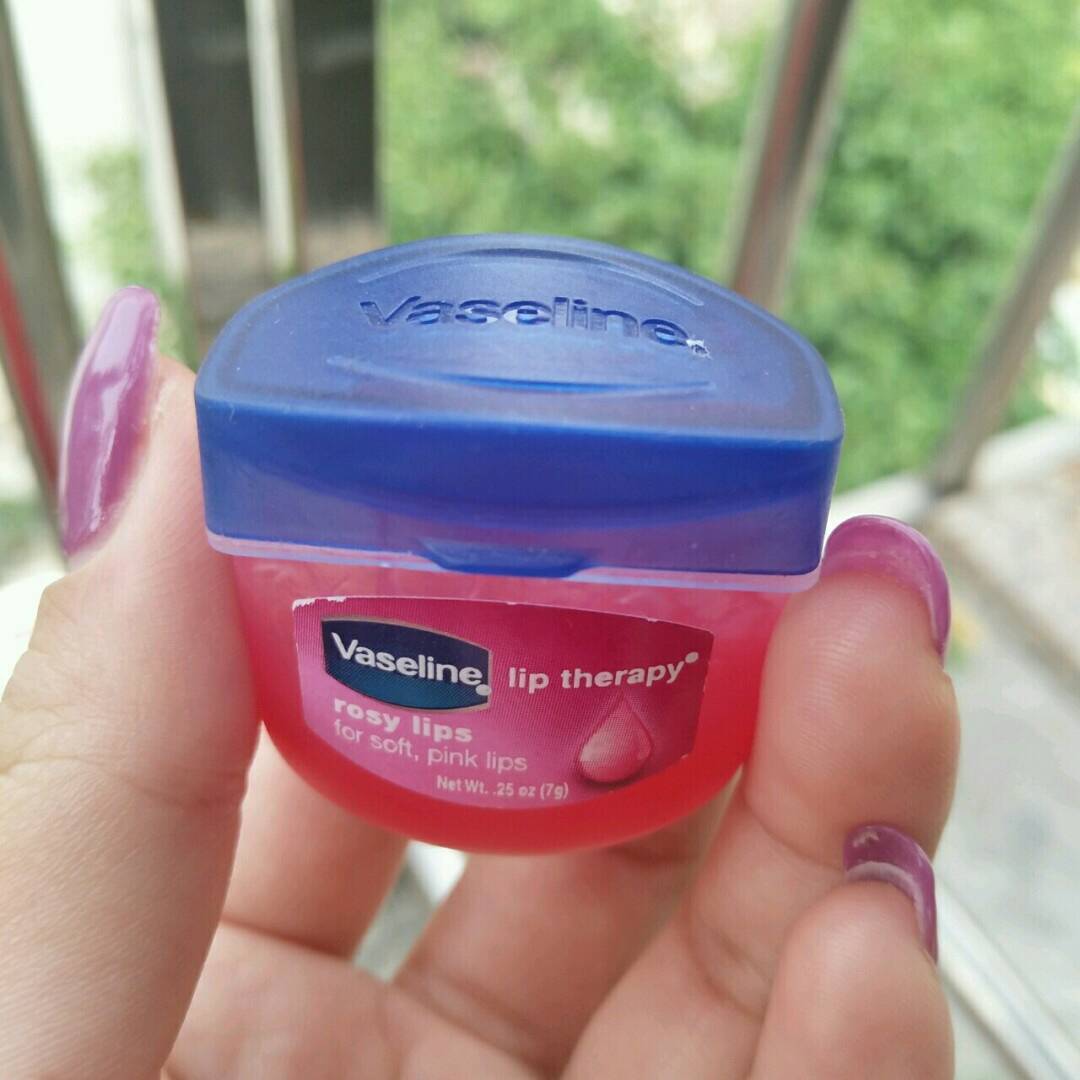 Vaseline.
Vaseline. lip therapy
rosy lips
for soft, pink lips
Net Wt. .25 oz (7g)